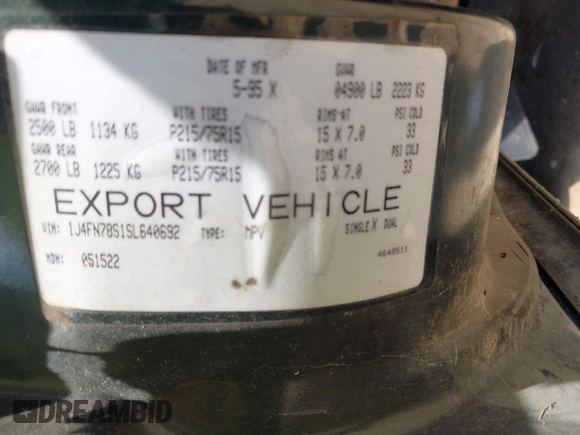 DATE OF MFR GVWR
5-95 X 04900 LB 2223 KG
GAWR FRONT WITH TIRES RIMS-AT PSI COLD
2500 LB 1134 KG P215/75R15 15 X 7.0 33
GAWR REAR WITH TIRES RIMS AT PSI COLD
2700 LB 1225 KG P215/75R15 15 X 7.0 33
EXPORT VEHICLE
VIN: 1J4FN78S1SL640692 TYPE: MPV SINGLE X DUAL
MDH: 051522 4648511
DREAMBID